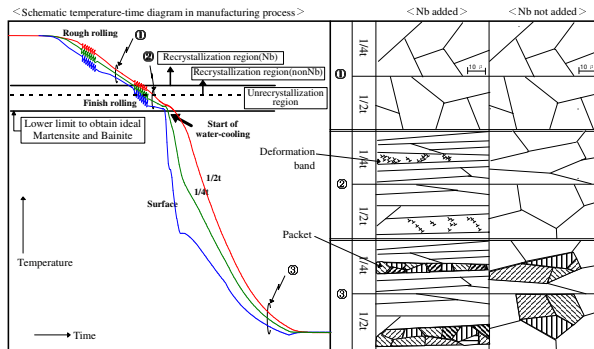 <Schematic temperature-time diagram in manufacturing process>
<Nb added>
<Nb not added>
Rough rolling
①
②
Recrystallization region(Nb)
Recrystallization region(nonNb)
Unrecrystallization
region
Finish rolling
Lower limit to obtain ideal
Martensite and Bainite
Start of
water-cooling
1/2t
1/4t
Surface
③
Temperature
Time
Deformation
band
Packet
①
1/4t
1/2t
②
1/4t
1/2t
③
1/4t
1/2t
10 μ
10 μ